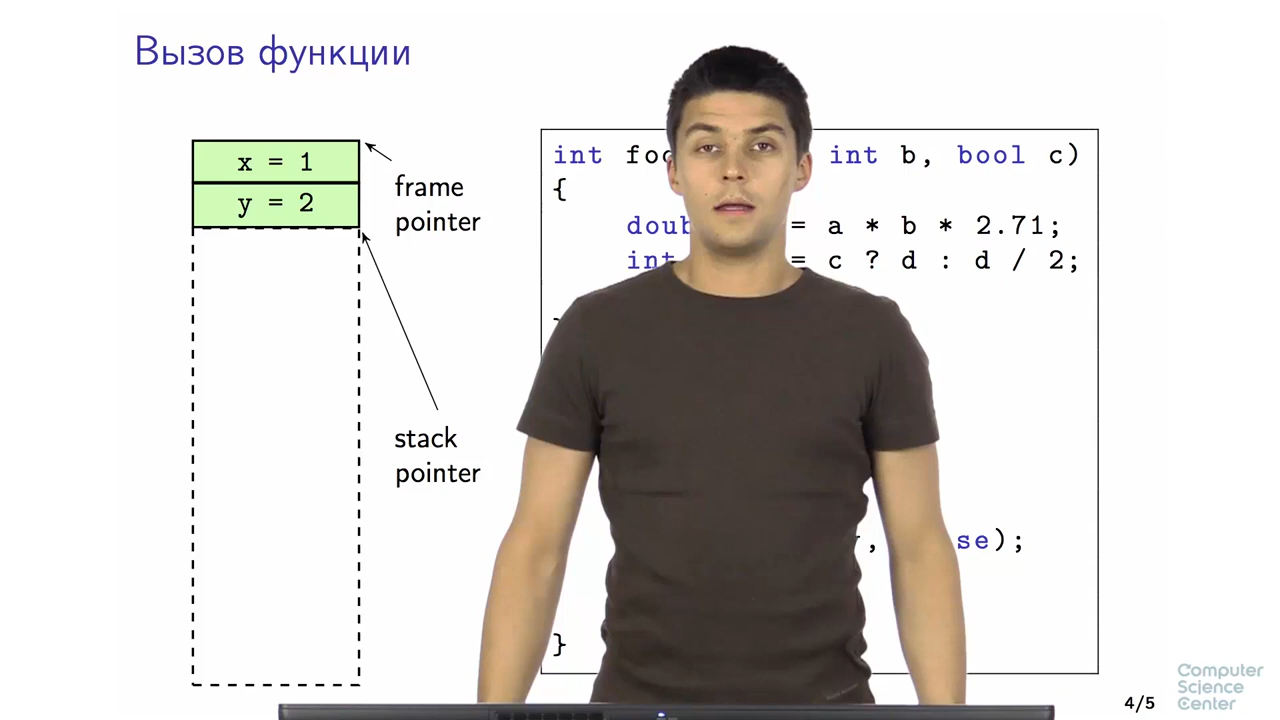 Вызов функции
x = 1
y = 2
frame
pointer
stack
pointer
int b, bool c)
{
= a * b * 2.71;
int = c ? d : d / 2;
);
}
4/5
Computer
Science
Center